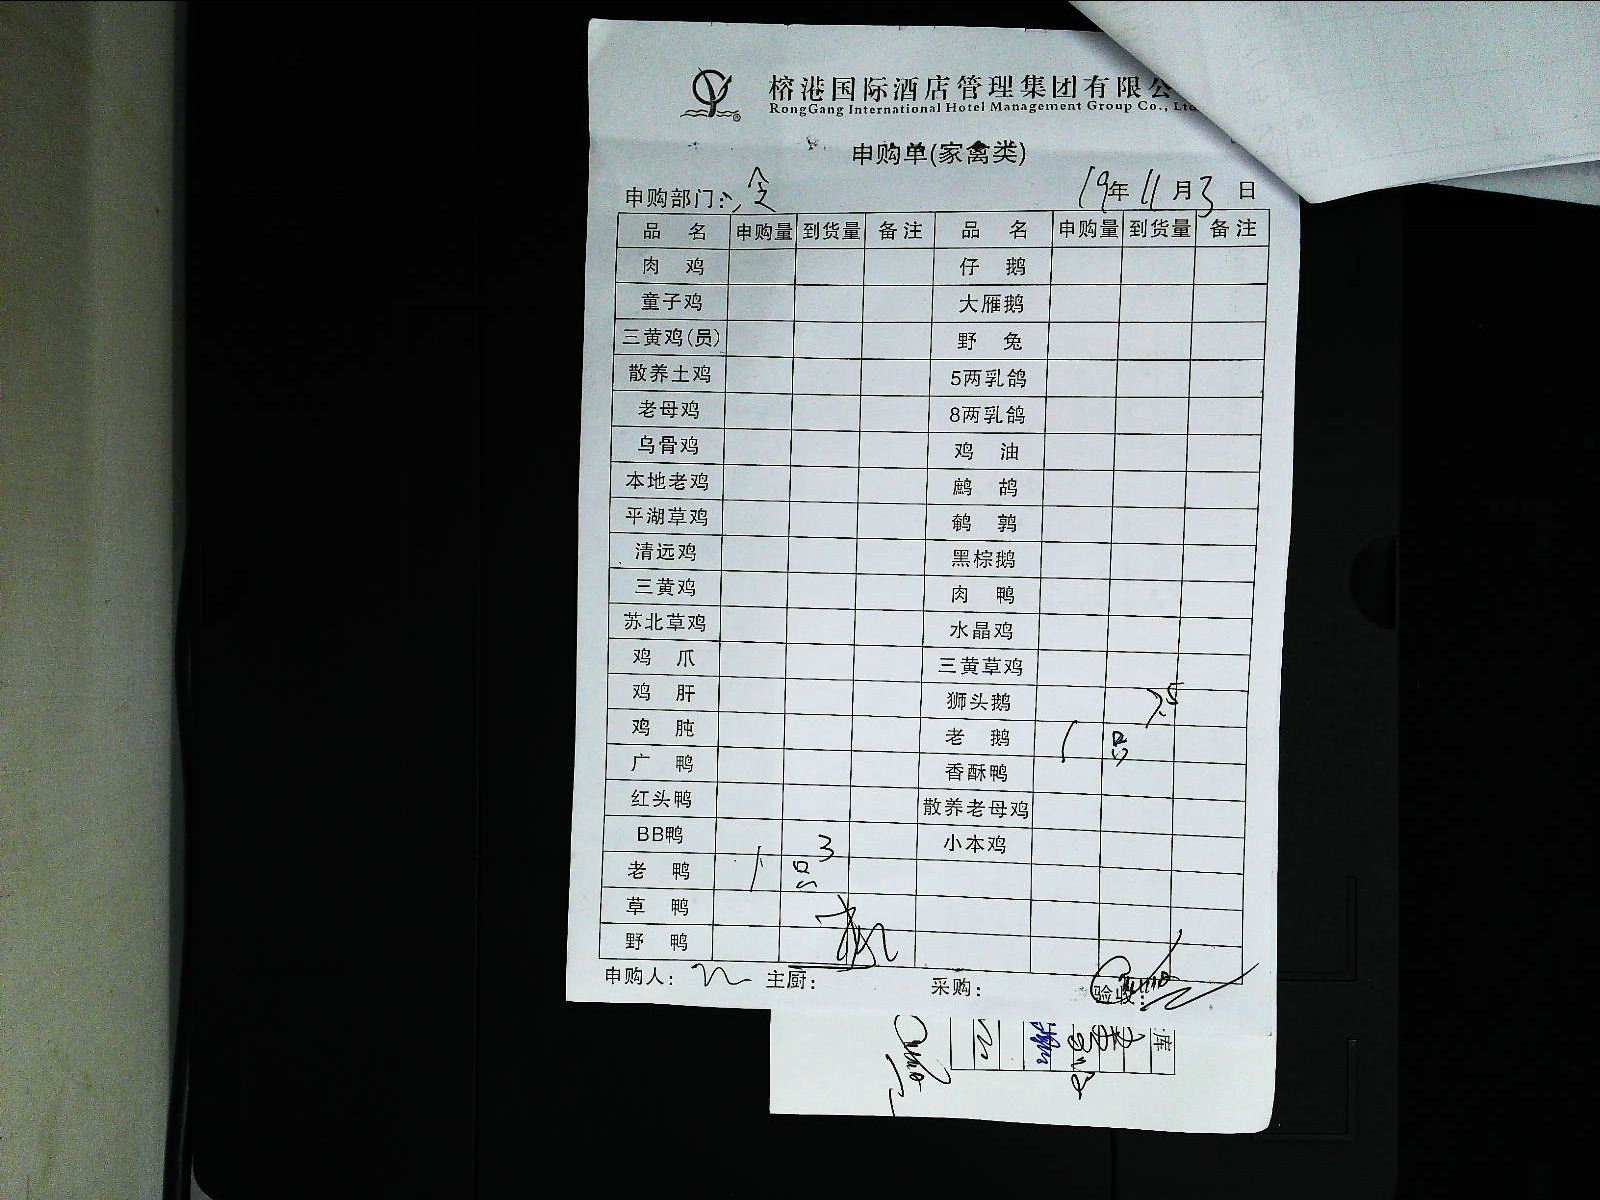 榕港国际酒店管理集团有限公
RongGang International Hotel Management Group Co., Ltd
申购单(家禽类)
申购部门: 19年11月3日
品名 申购量 到货量 备注 品名 申购量 到货量 备注
肉鸡 仔鹅
童子鸡 大雁鹅
三黄鸡(员) 野兔
散养土鸡 5两乳鸽
老母鸡 8两乳鸽
乌骨鸡 鸡油
本地老鸡 鹧鸪
平湖草鸡 鹌鹑
清远鸡 黑棕鹅
三黄鸡 肉鸭
苏北草鸡 水晶鸡
鸡爪 三黄草鸡
鸡肝 狮头鹅
鸡肫 老鹅 1
广鸭 香酥鸭
红头鸭 散养老母鸡
BB鸭 小本鸡
老鸭 1 3
草鸭
野鸭
申购人: 主厨: 采购: 验收:
库